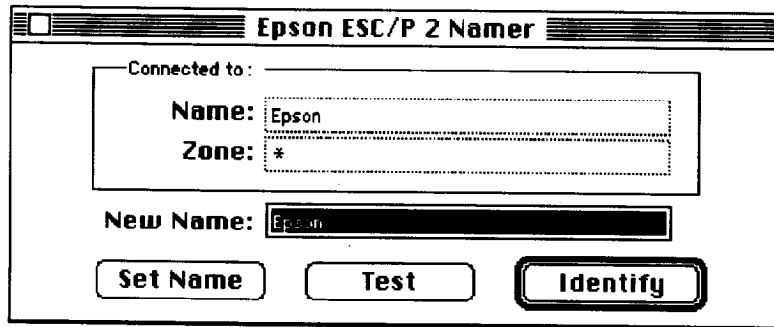 Epson ESC/P 2 Namer
Connected to:
Name: Epson
Zone: *
New Name: Epson
Set Name Test Identify